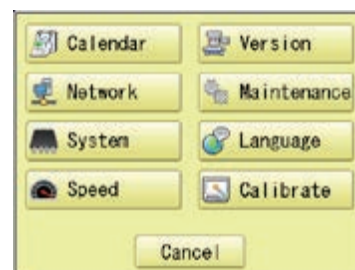 Calendar
Version
Network
Maintenance
System
Language
Speed
Calibrate
Cancel